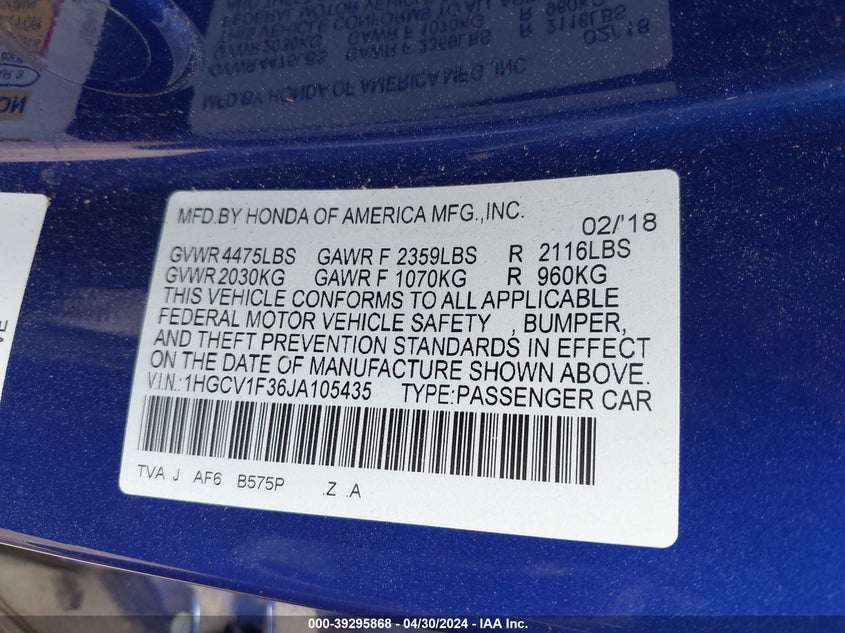 MFD.BY HONDA OF AMERICA MFG.,INC.
02/'18
GVWR 4475LBS GAWR F 2359LBS R 2116LBS
GVWR 2030KG GAWR F 1070KG R 960KG
THIS VEHICLE CONFORMS TO ALL APPLICABLE
FEDERAL MOTOR VEHICLE SAFETY , BUMPER,
AND THEFT PREVENTION STANDARDS IN EFFECT
ON THE DATE OF MANUFACTURE SHOWN ABOVE.
V.I.N.:1HGCV1F36JA105435 TYPE:PASSENGER CAR
TVA J AF6 B575P .Z .A
000-39295868 - 04/30/2024 - IAA Inc.